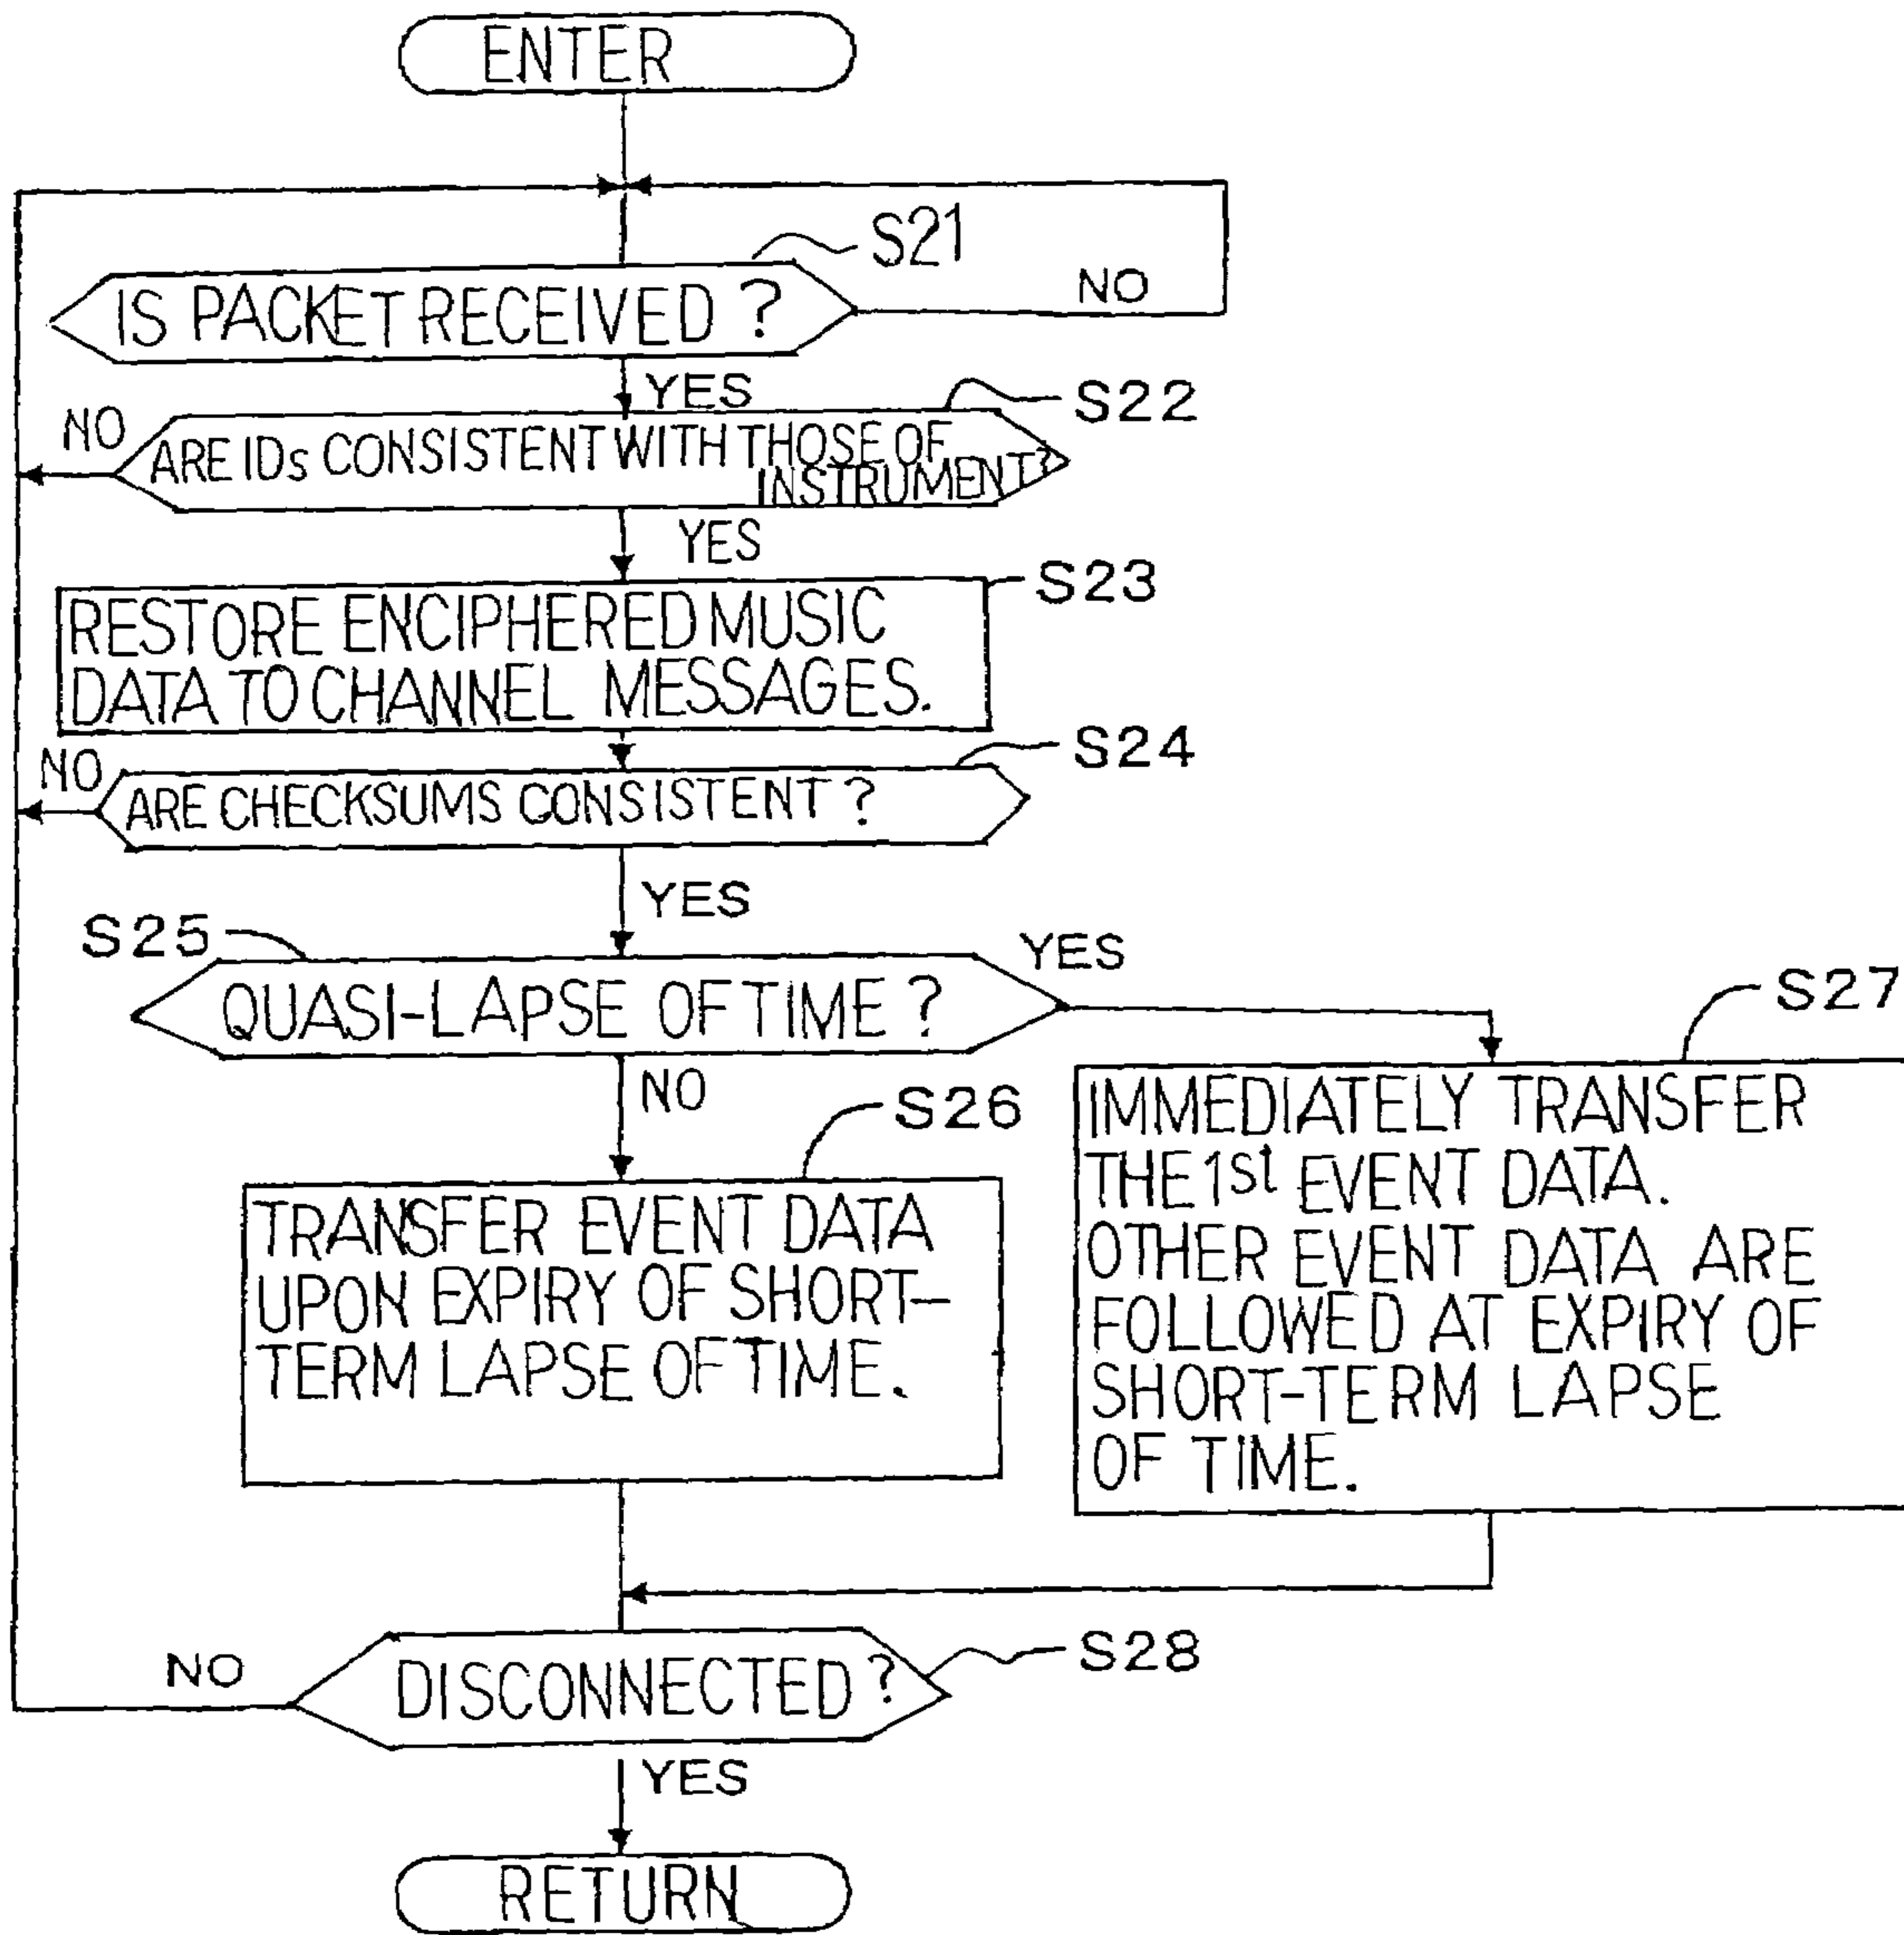 ENTER
S21
IS PACKET RECEIVED ?
NO
YES
S22
NO
ARE IDs CONSISTENT WITH THOSE OF
INSTRUMENT?
YES
S23
RESTORE ENCIPHERED MUSIC
DATA TO CHANNEL MESSAGES.
S24
NO
ARE CHECKSUMS CONSISTENT ?
YES
S25
YES
QUASI-LAPSE OF TIME ?
S27
NO
S26
IMMEDIATELY TRANSFER
THE 1st EVENT DATA.
OTHER EVENT DATA ARE
FOLLOWED AT EXPIRY OF
SHORT-TERM LAPSE
OF TIME.
TRANSFER EVENT DATA
UPON EXPIRY OF SHORT-
TERM LAPSE OF TIME.
S28
NO
DISCONNECTED ?
YES
RETURN